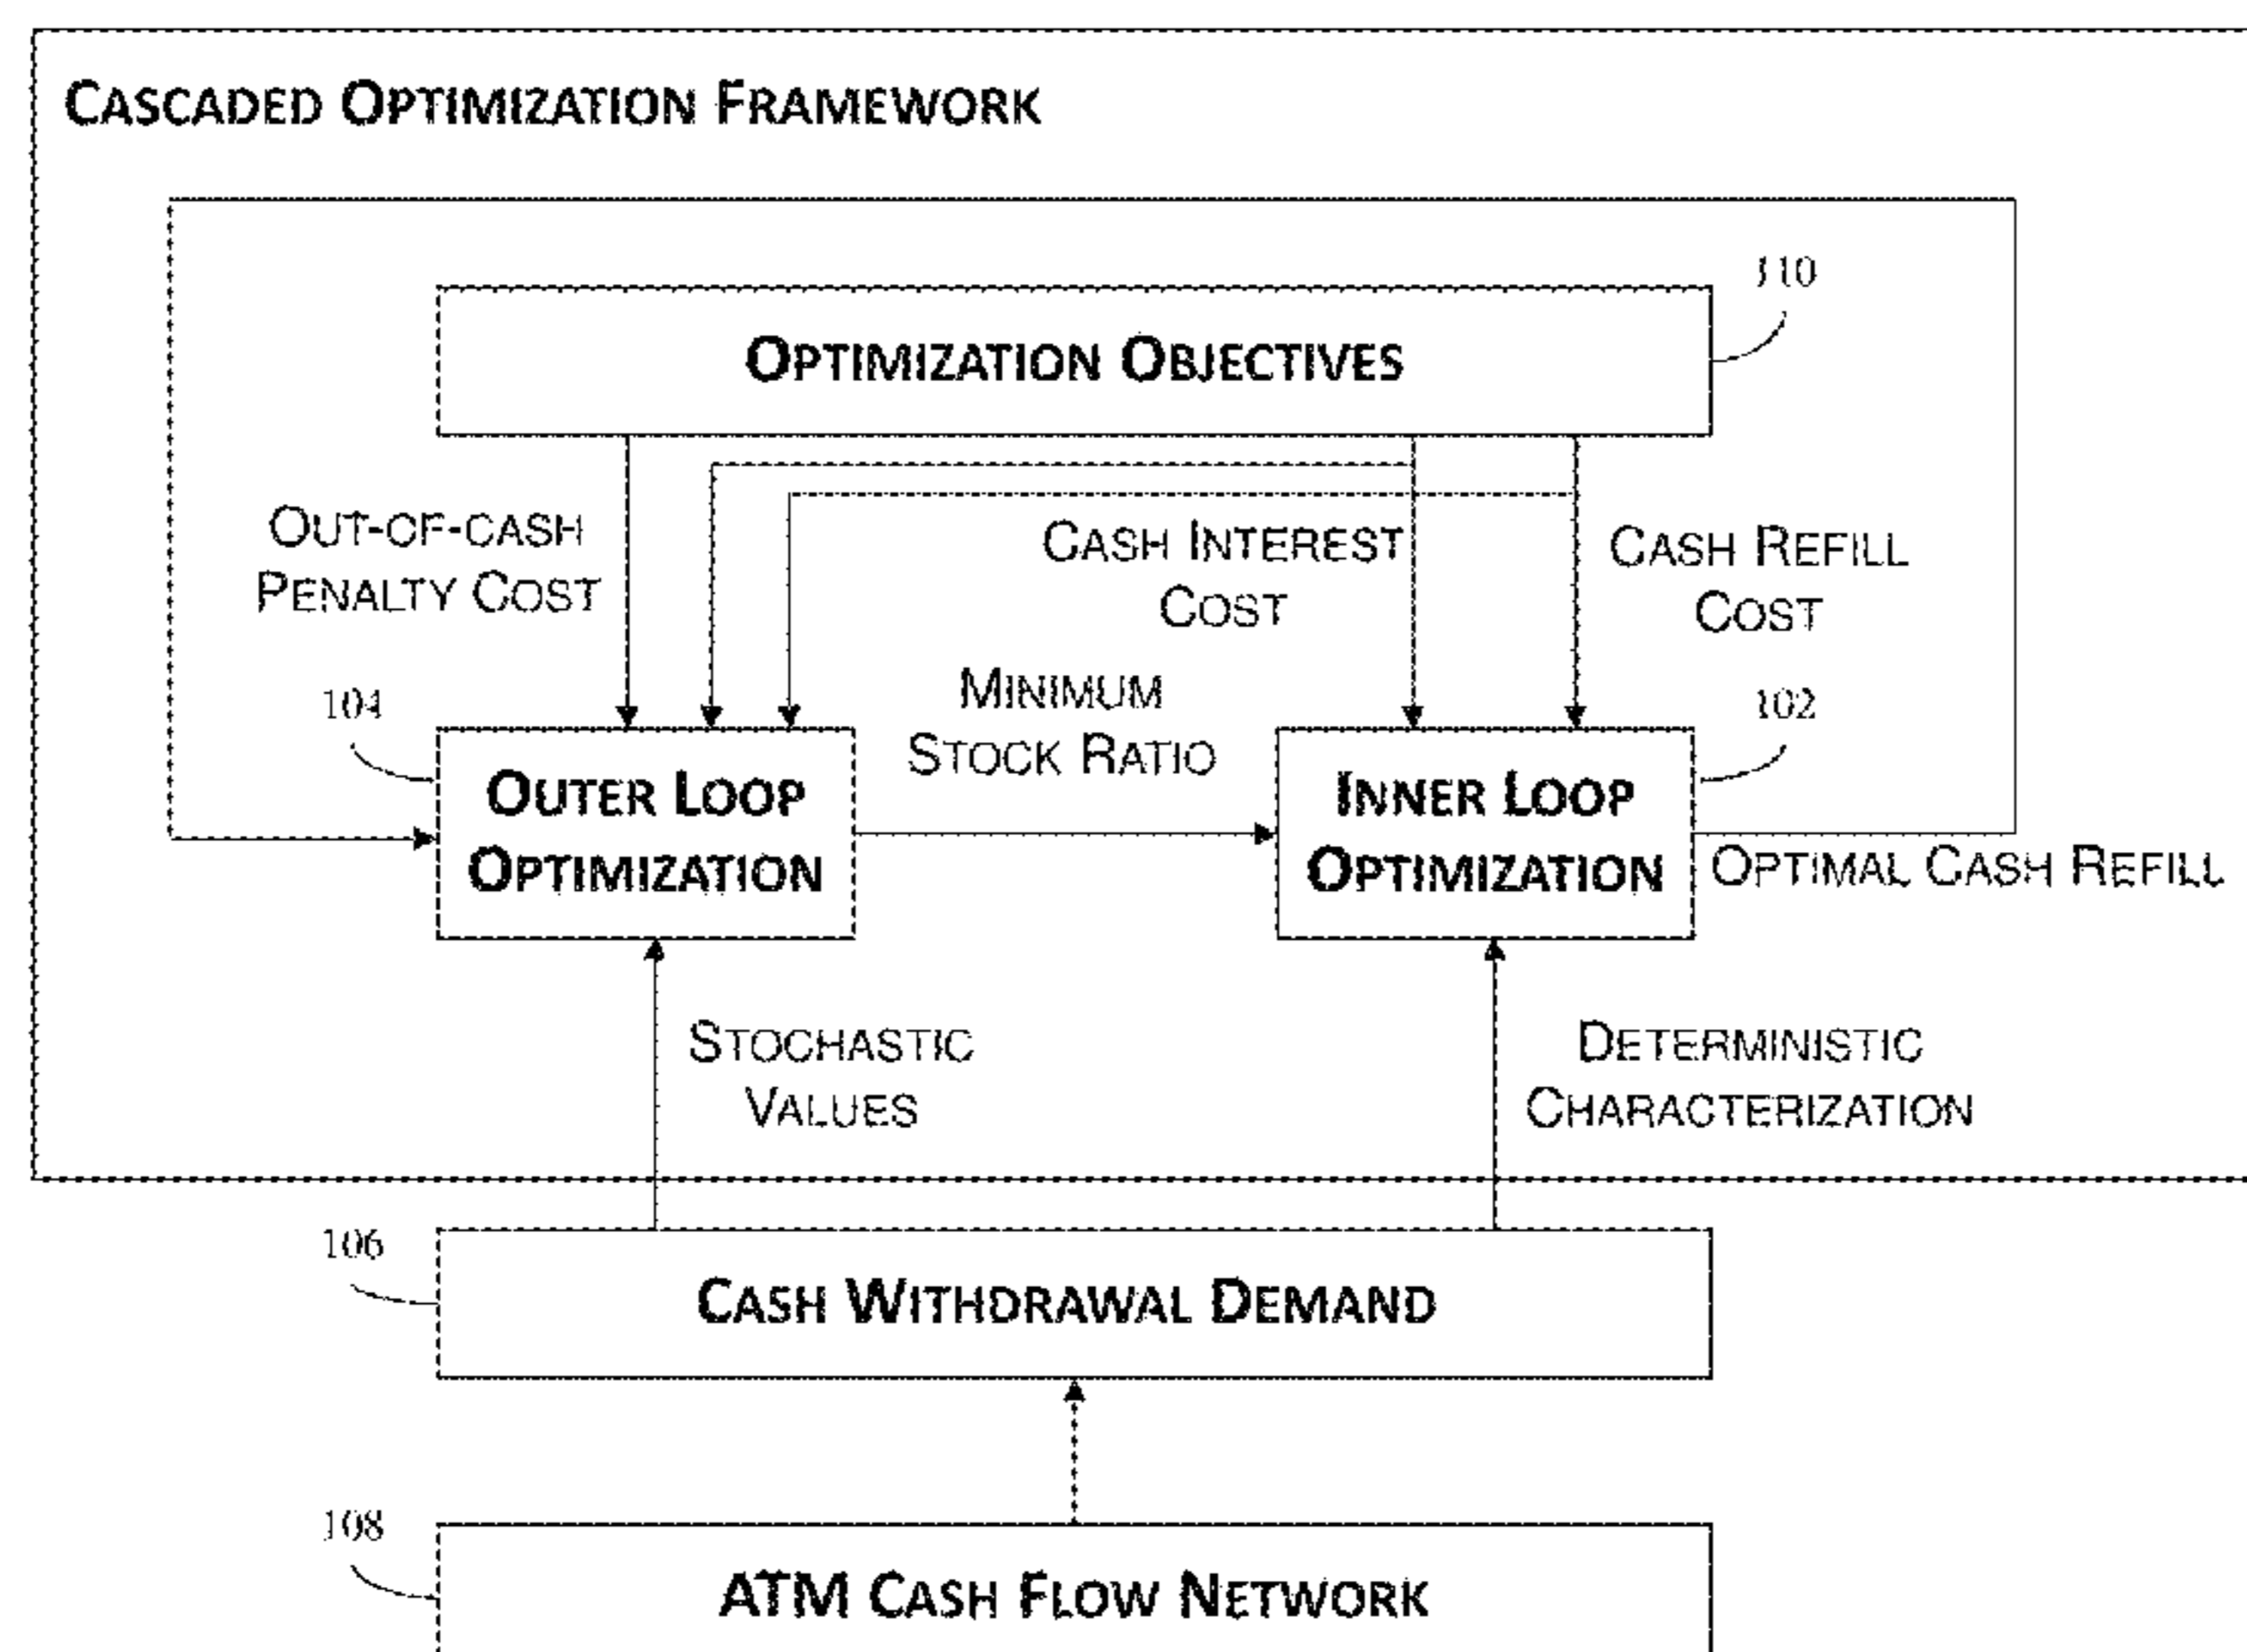 CASCADED OPTIMIZATION FRAMEWORK
110
OPTIMIZATION OBJECTIVES
OUT-OF-CASH
PENALTY COST
CASH INTEREST
COST
CASH REFILL
COST
104
MINIMUM
STOCK RATIO
102
OUTER LOOP
OPTIMIZATION
INNER LOOP
OPTIMIZATION
OPTIMAL CASH REFILL
STOCHASTIC
VALUES
DETERMINISTIC
CHARACTERIZATION
106
CASH WITHDRAWAL DEMAND
108
ATM CASH FLOW NETWORK